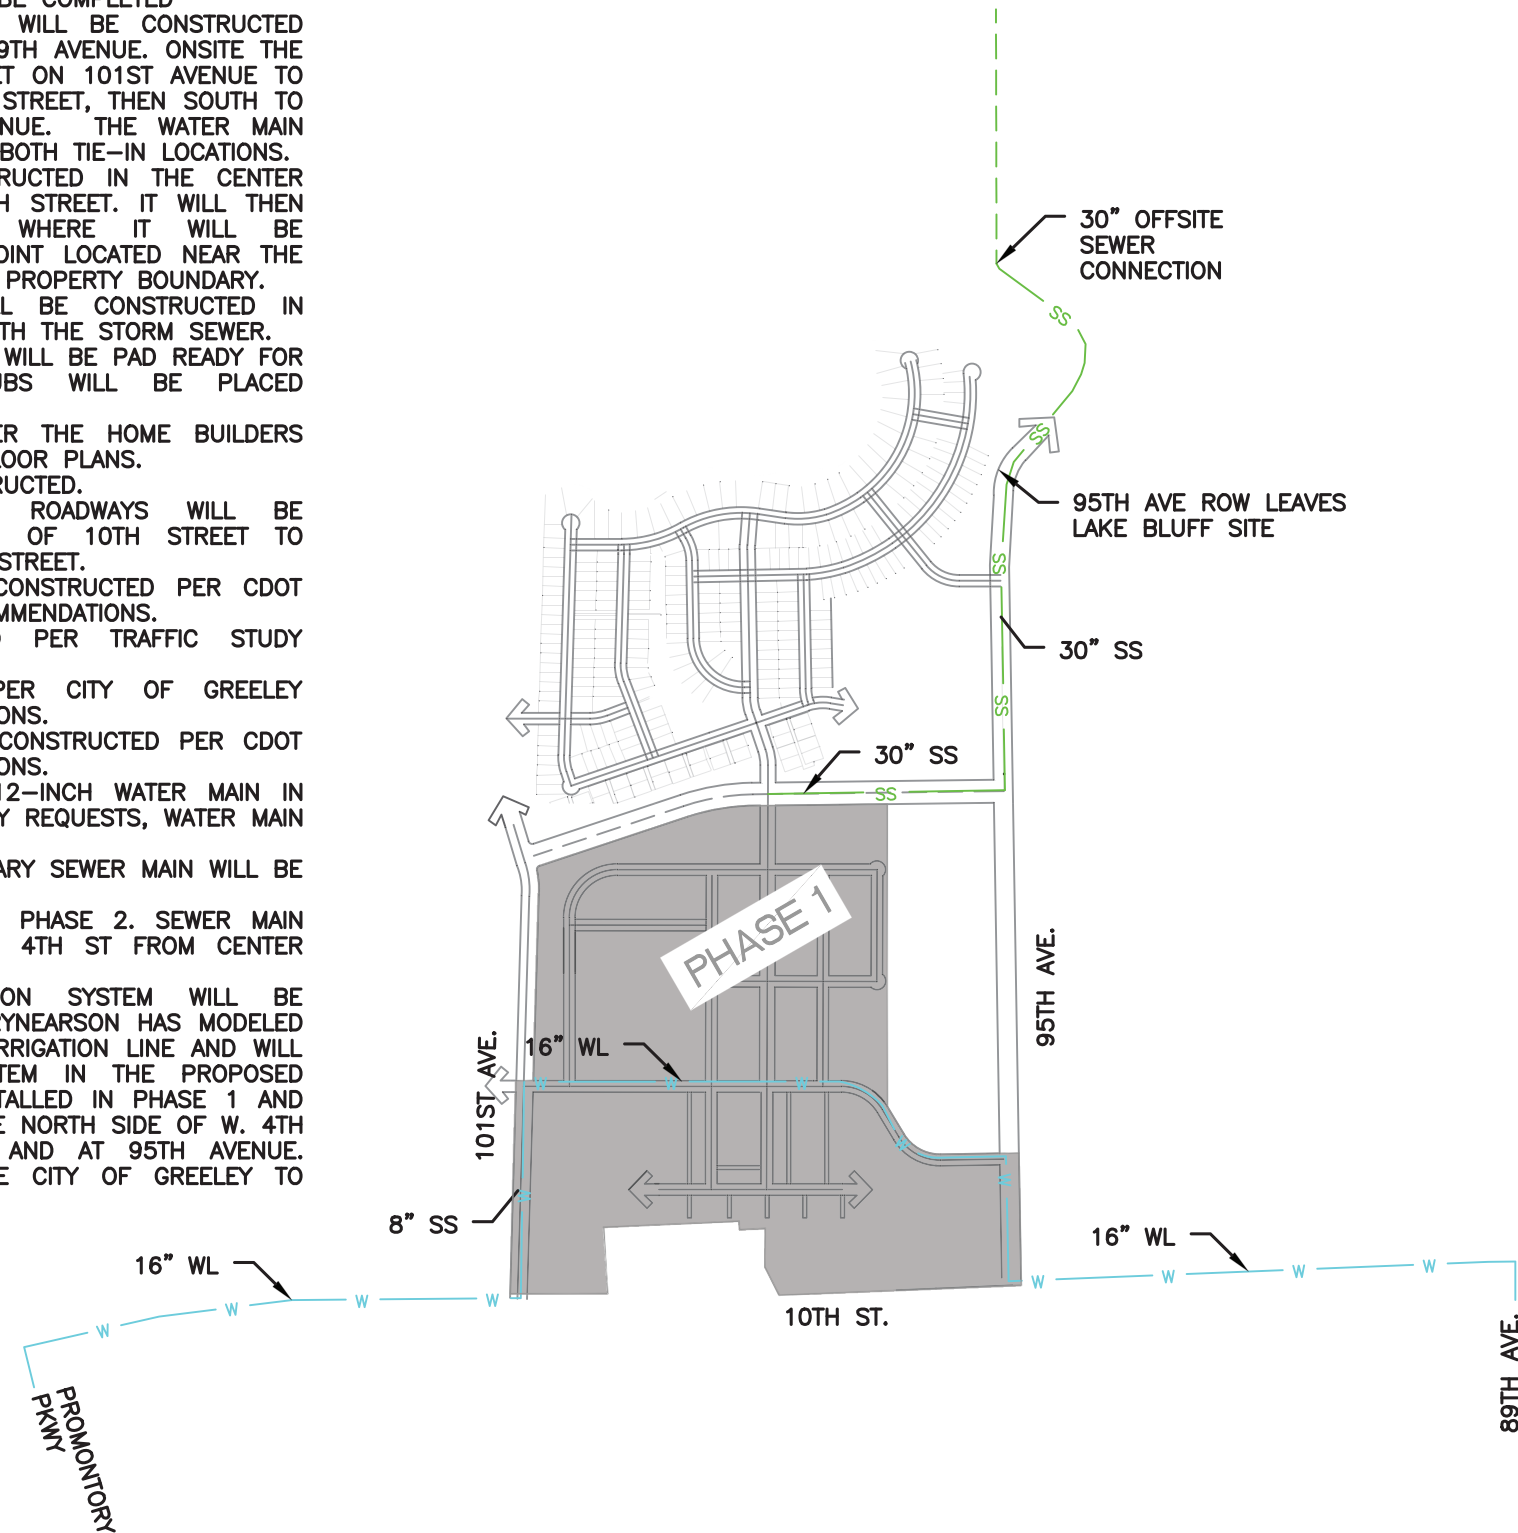 BE COMPLETED
WILL BE CONSTRUCTED
9TH AVENUE. ONSITE THE
ET ON 101ST AVENUE TO
STREET, THEN SOUTH TO
NUE. THE WATER MAIN
BOTH TIE-IN LOCATIONS.
RUCTED IN THE CENTER
H STREET. IT WILL THEN
WHERE IT WILL BE
OINT LOCATED NEAR THE
PROPERTY BOUNDARY.
LL BE CONSTRUCTED IN
TH THE STORM SEWER.
WILL BE PAD READY FOR
UBS WILL BE PLACED
ER THE HOME BUILDERS
LOOR PLANS.
RUCTED.
ROADWAYS WILL BE
OF 10TH STREET TO
STREET.
CONSTRUCTED PER CDOT
MMENDATIONS.
D PER TRAFFIC STUDY
PER CITY OF GREELEY
ONS.
CONSTRUCTED PER CDOT
ONS.
12-INCH WATER MAIN IN
Y REQUESTS, WATER MAIN
ARY SEWER MAIN WILL BE
PHASE 2. SEWER MAIN
4TH ST FROM CENTER
ON SYSTEM WILL BE
RYNEARSON HAS MODELED
RRIGATION LINE AND WILL
TEM IN THE PROPOSED
TALLED IN PHASE 1 AND
E NORTH SIDE OF W. 4TH
AND AT 95TH AVENUE.
E CITY OF GREELEY TO
30" OFFSITE
SEWER
CONNECTION
SS
SS
95TH AVE ROW LEAVES
LAKE BLUFF SITE
SS
30" SS
SS
30" SS
SS
PHASE 1
95TH AVE.
101ST AVE.
16" WL
W
W
W
W
W
W
8" SS
16" WL
W
W
W
W
16" WL
W
W
W
W
10TH ST.
89TH AVE.
PROMONTORY
PKWY